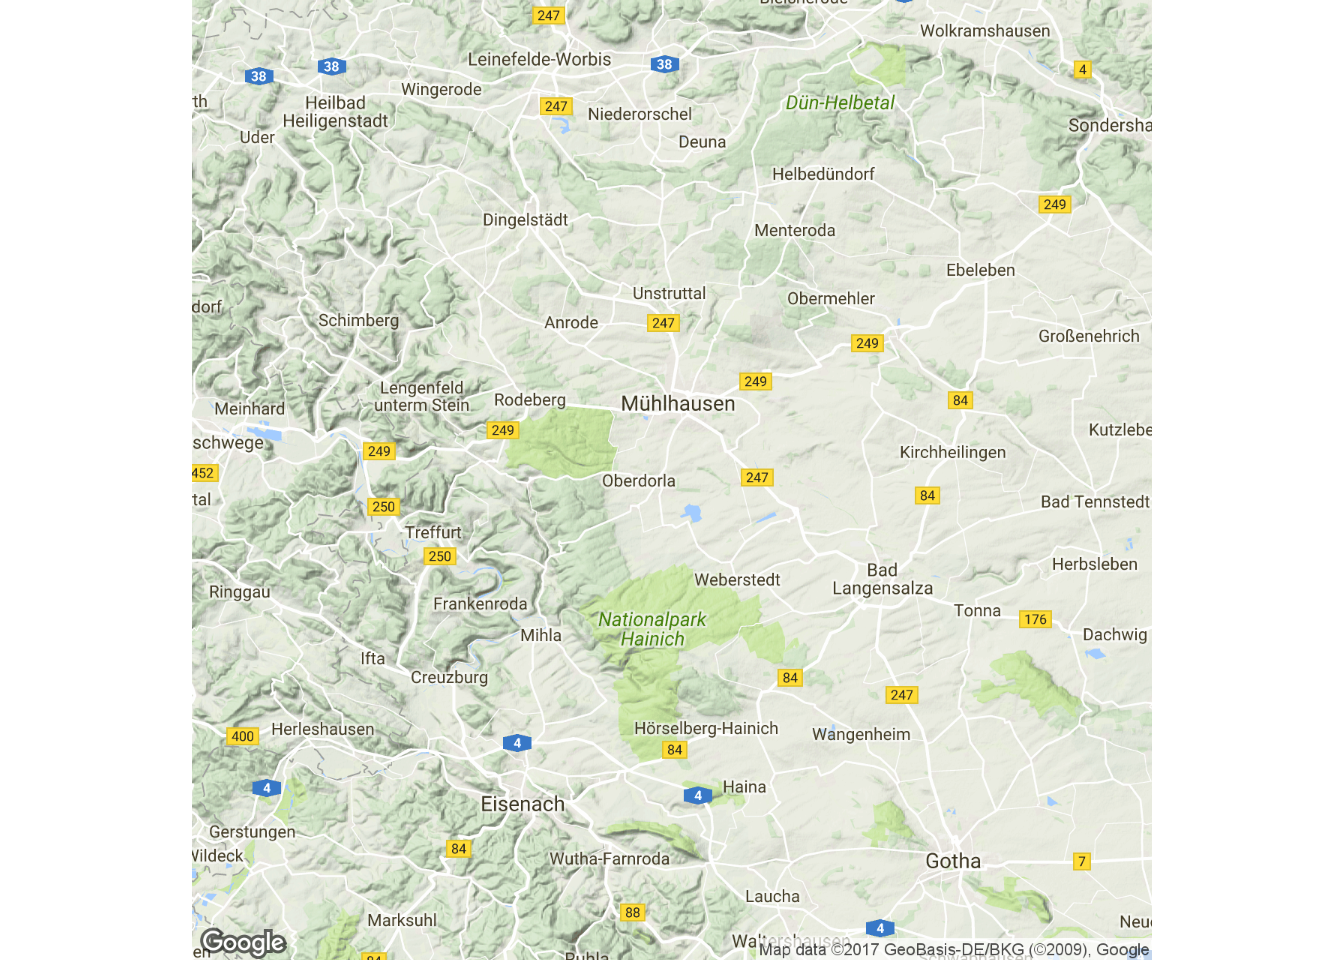 247
Wolkramshausen
Leinefelde-Worbis
38
38
38
4
Wingerode
Dün-Helbetal
Heilbad
Heiligenstadt
247
Niederorschel
Uder
Deuna
Sondersha
Helbedündorf
249
Dingelstädt
Menteroda
Ebeleben
Unstruttal
Obermehler
dorf
Schimberg
Anrode
247
Großenehrich
249
249
Lengenfeld
unterm Stein
Rodeberg
Mühlhausen
84
Meinhard
249
Kutzlebe
schwege
249
Kirchheilingen
452
Oberdorla
247
84
tal
250
Bad Tennstedt
Treffurt
250
Herbsleben
Bad
Langensalza
Weberstedt
Ringgau
Frankenroda
Tonna
Nationalpark
Hainich
176
Mihla
Dachwig
Ifta
Creuzburg
84
247
Herleshausen
Hörselberg-Hainich
Wangenheim
400
4
84
4
Haina
4
Eisenach
Gerstungen
84
Wildeck
Wutha-Farnroda
Gotha
7
Laucha
88
Marksuhl
Neu
4
Google
Map data ©2017 GeoBasis-DE/BKG (©2009), Google
en
84
Ruhla